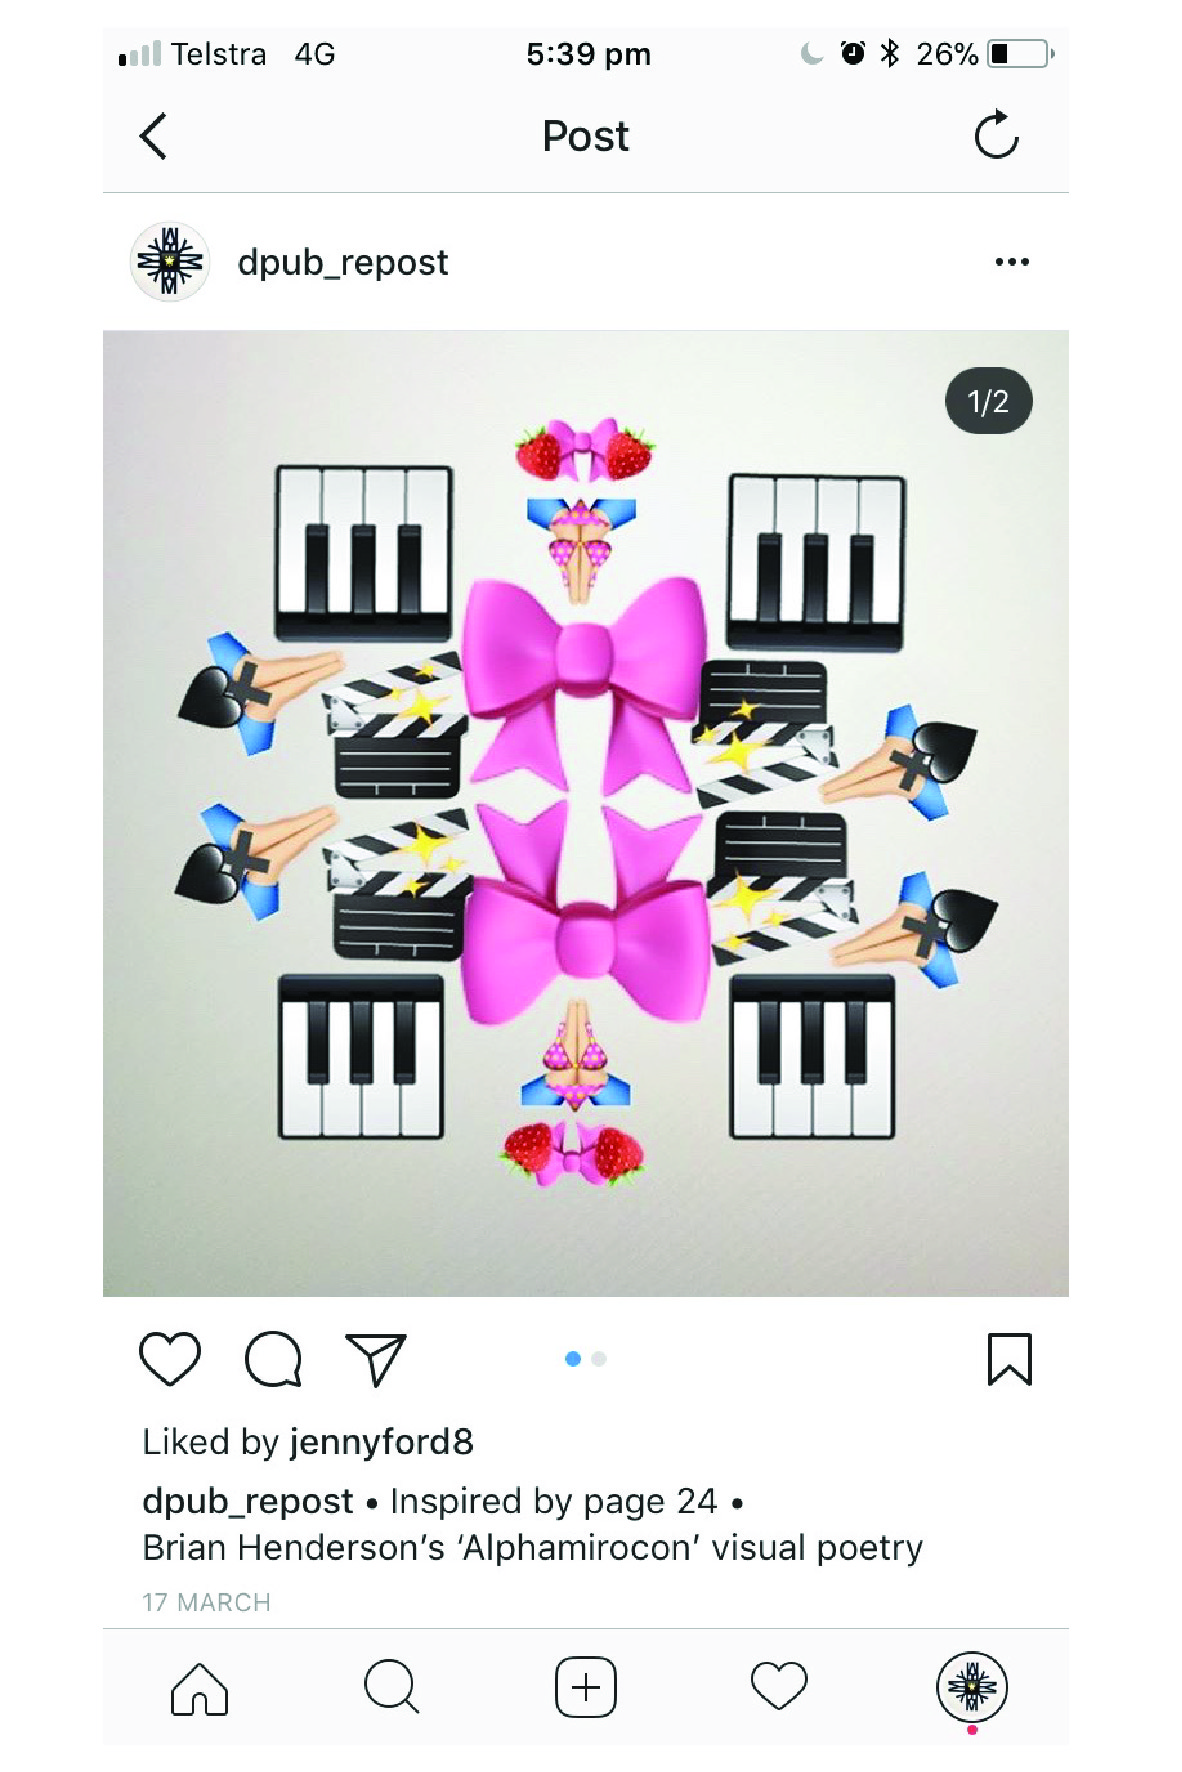 Telstra 4G 5:39 pm 26%
Post
dpub_repost
1/2
Liked by jennyford8
dpub_repost • Inspired by page 24 •
Brian Henderson’s ‘Alphamirocon’ visual poetry
17 MARCH